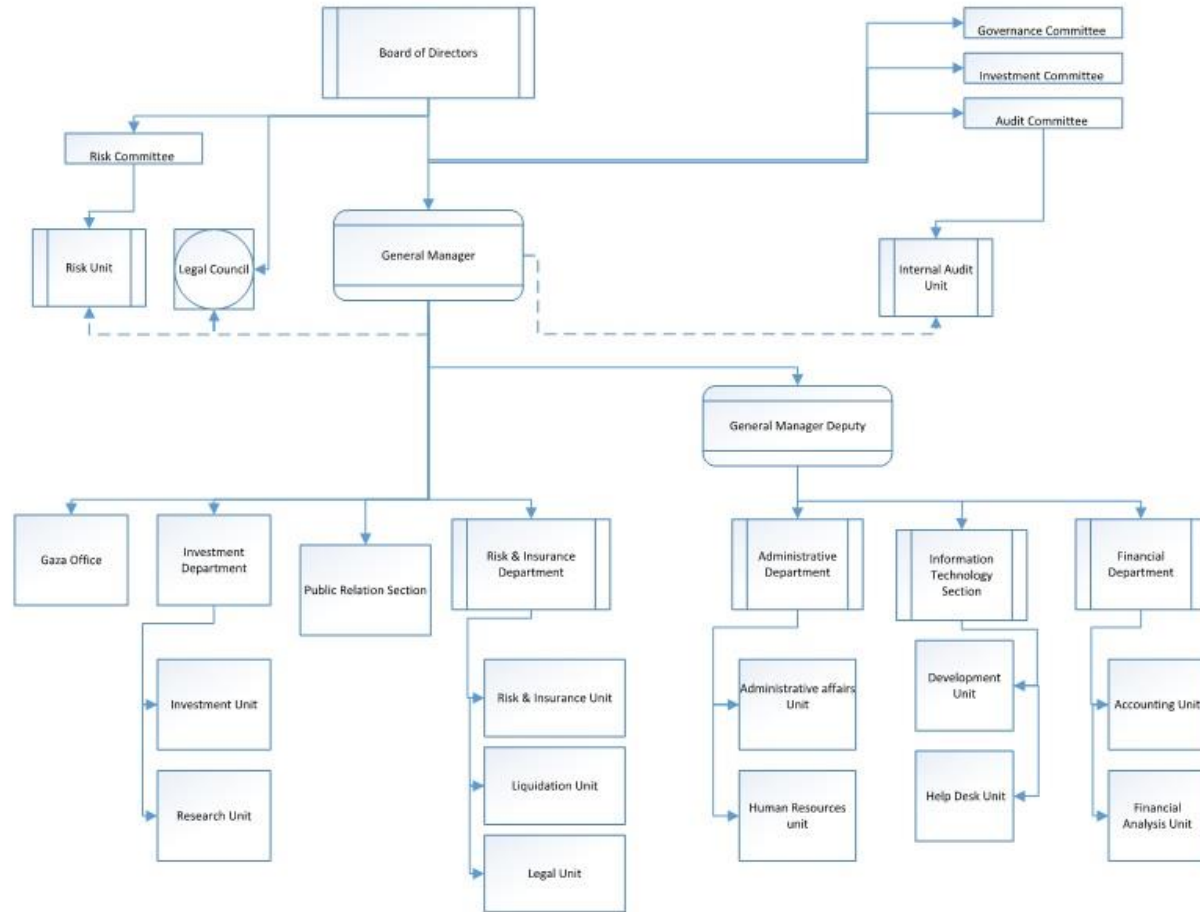 Board of Directors
Governance Committee
Investment Committee
Audit Committee
Risk Committee
Risk Unit
Legal Council
General Manager
Internal Audit
Unit
General Manager Deputy
Gaza Office
Investment
Department
Public Relation Section
Risk & Insurance
Department
Administrative
Department
Information
Technology
Section
Financial
Department
Investment Unit
Research Unit
Risk & Insurance Unit
Liquidation Unit
Legal Unit
Administrative affairs
Unit
Human Resources
unit
Development
Unit
Help Desk Unit
Accounting Unit
Financial
Analysis Unit